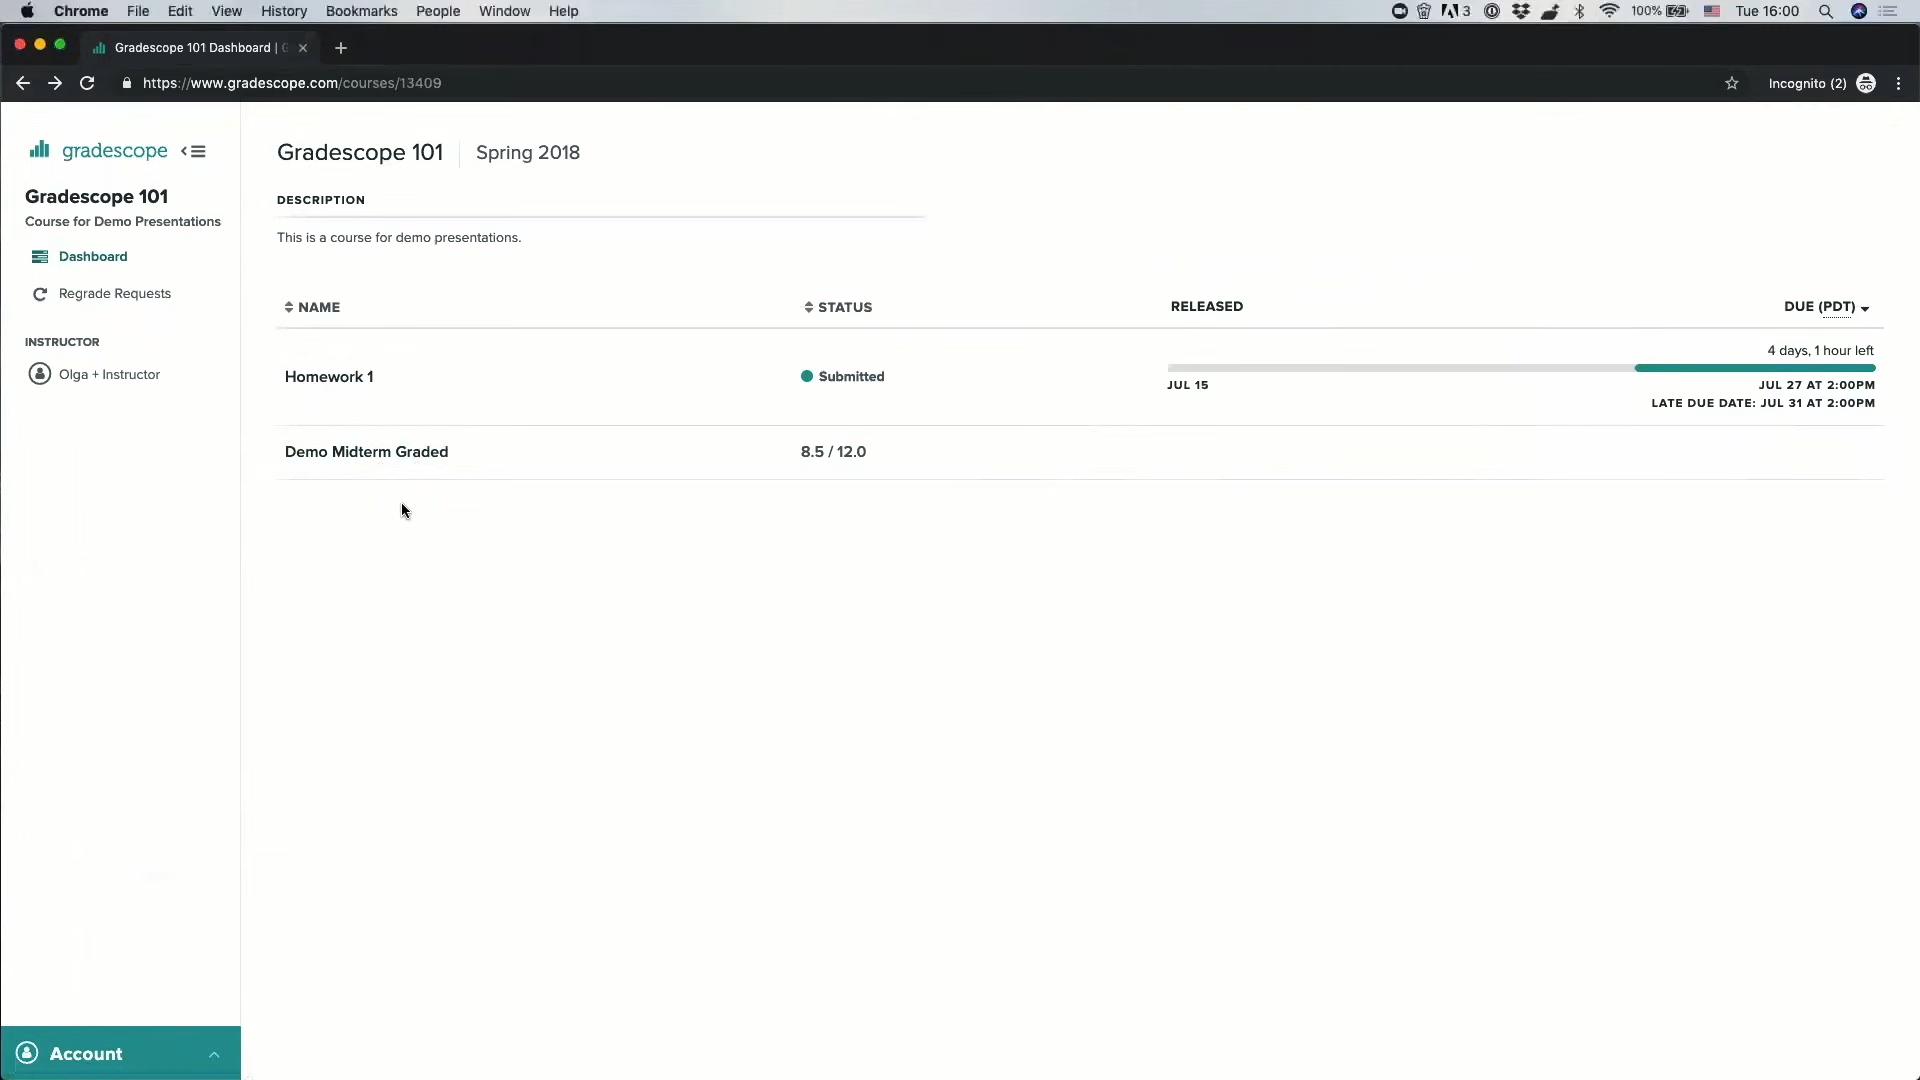 Chrome File Edit View History Bookmarks People Window Help 3 100% Tue 16:00
Gradescope 101 Dashboard |
https://www.gradescope.com/courses/13409 Incognito (2)
gradescope
Gradescope 101
Course for Demo Presentations
Dashboard
Regrade Requests
INSTRUCTOR
Olga + Instructor
Account
Gradescope 101 Spring 2018
DESCRIPTION
This is a course for demo presentations.
NAME STATUS RELEASED DUE (PDT)
4 days, 1 hour left
Homework 1 Submitted
JUL 15 JUL 27 AT 2:00PM
LATE DUE DATE: JUL 31 AT 2:00PM
Demo Midterm Graded 8.5 / 12.0